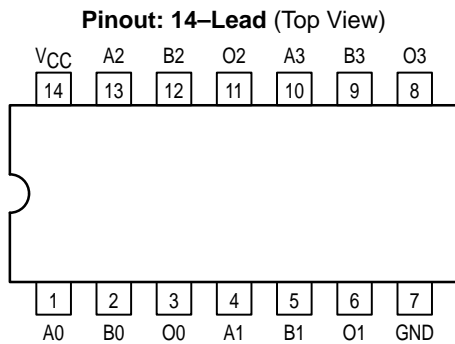 Pinout: 14–Lead (Top View)
VCC A2 B2 O2 A3 B3 O3
14 13 12 11 10 9 8
1 2 3 4 5 6 7
A0 B0 O0 A1 B1 O1 GND